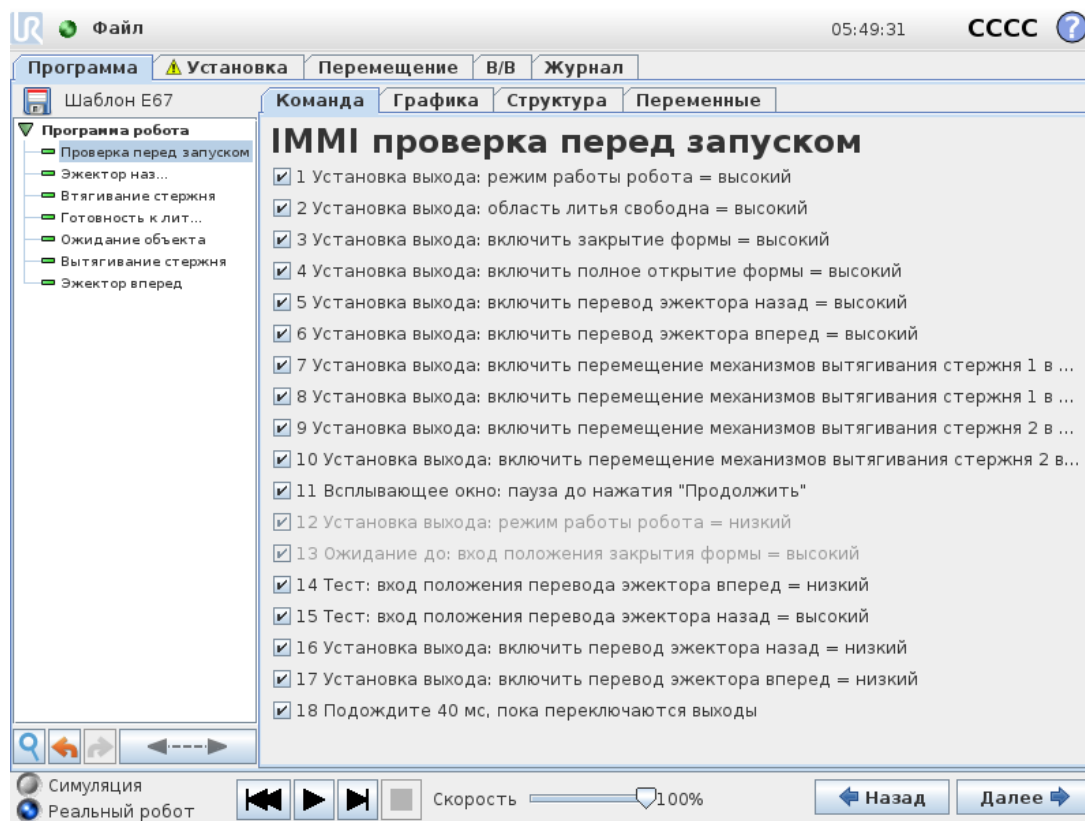 UR Файл 05:49:31 CCCC ?
Программа Установка Перемещение В/В Журнал
Шаблон E67 Команда Графика Структура Переменные
Программа робота
Проверка перед запуском
Эжектор наз...
Втягивание стержня
Готовность к лит...
Ожидание объекта
Вытягивание стержня
Эжектор вперед
IMMI проверка перед запуском
1 Установка выхода: режим работы робота = высокий
2 Установка выхода: область литья свободна = высокий
3 Установка выхода: включить закрытие формы = высокий
4 Установка выхода: включить полное открытие формы = высокий
5 Установка выхода: включить перевод эжектора назад = высокий
6 Установка выхода: включить перевод эжектора вперед = высокий
7 Установка выхода: включить перемещение механизмов вытягивания стержня 1 в ...
8 Установка выхода: включить перемещение механизмов вытягивания стержня 1 в ...
9 Установка выхода: включить перемещение механизмов вытягивания стержня 2 в ...
10 Установка выхода: включить перемещение механизмов вытягивания стержня 2 в...
11 Всплывающее окно: пауза до нажатия "Продолжить"
12 Установка выхода: режим работы робота = низкий
13 Ожидание до: вход положения закрытия формы = высокий
14 Тест: вход положения перевода эжектора вперед = низкий
15 Тест: вход положения перевода эжектора назад = высокий
16 Установка выхода: включить перевод эжектора назад = низкий
17 Установка выхода: включить перевод эжектора вперед = низкий
18 Подождите 40 мс, пока переключаются выходы
Симуляция
Реальный робот
Скорость 100% Назад Далее